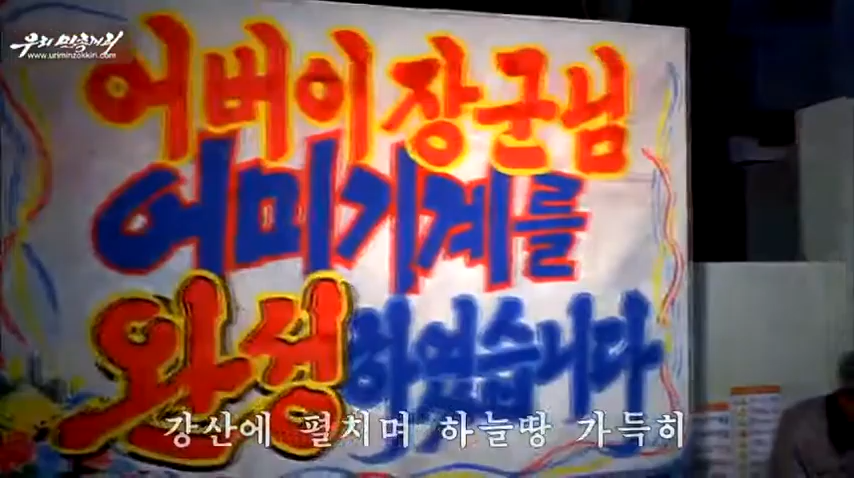 우리민족끼리
www.uriminzokkiri.com
어버이장군님
어미기계를
완성하였습니다
강산에 펼치며 하늘땅 가득히